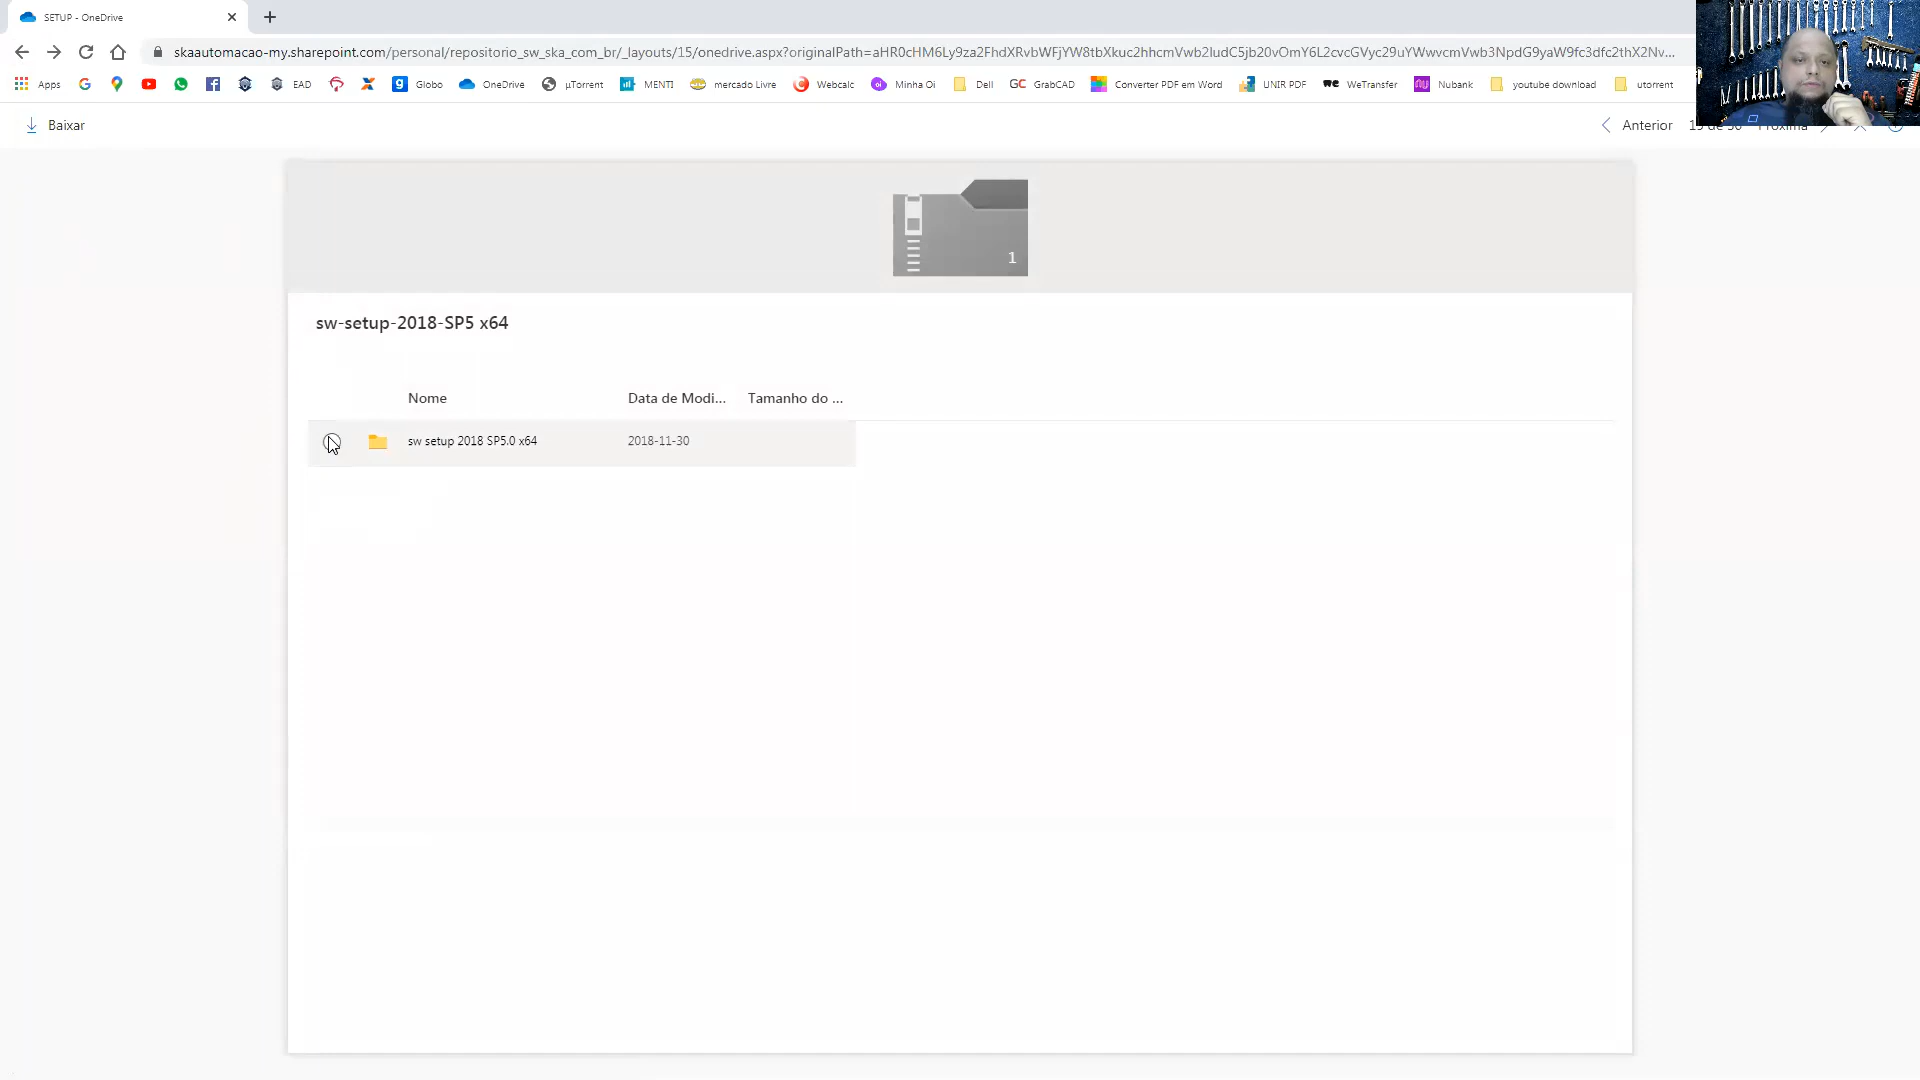 SETUP - OneDrive
skaautomacao-my.sharepoint.com/personal/repositorio_sw_ska_com_br/_layouts/15/onedrive.aspx?originalPath=aHR0cHM6Ly9za2FhdXRvbWFjYW8tbXkuc2hhcmVwb2ludC5jb20vOmY6L2cvcGVyc29uYWwvcmVwb3NpdG9yaW9fc3dfc2thX2Nv...
Apps EAD Globo OneDrive µTorrent MENTI mercado Livre Webcalc Minha Oi Dell GC GrabCAD Converter PDF em Word UNIR PDF WeTransfer Nubank youtube download utorrent
Baixar
Anterior
1
sw-setup-2018-SP5 x64
Nome Data de Modi... Tamanho do ...
sw setup 2018 SP5.0 x64 2018-11-30